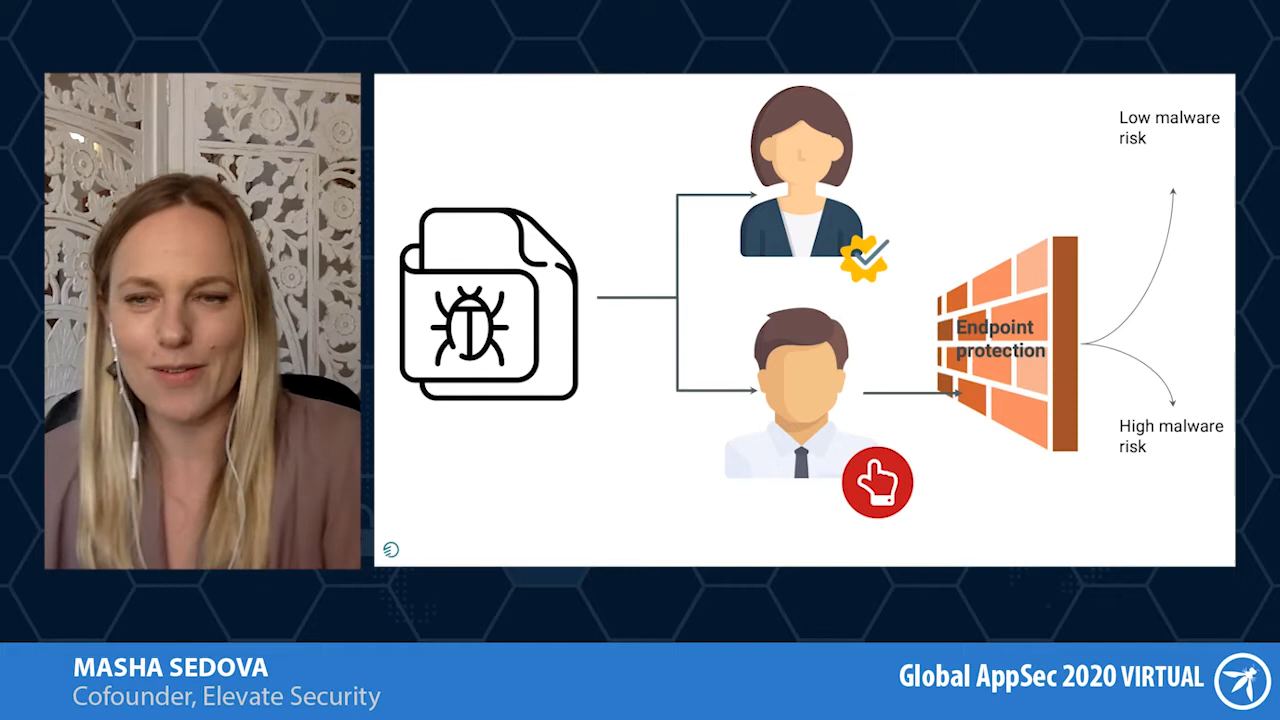 Low malware
risk
Endpoint
protection
High malware
risk
MASHA SEDOVA
Cofounder, Elevate Security
Global AppSec 2020 VIRTUAL